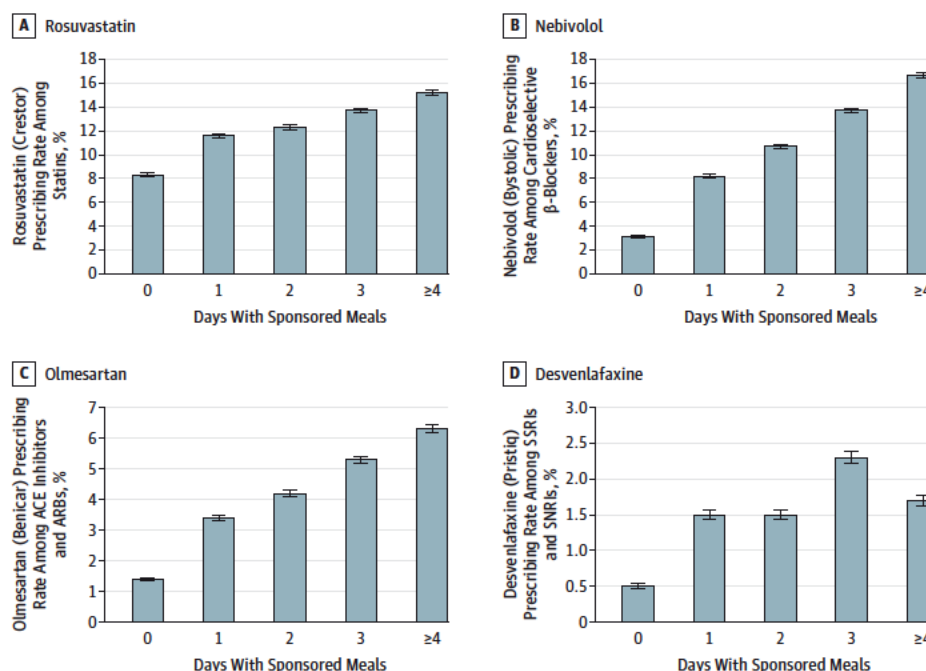 A Rosuvastatin
Rosuvastatin (Crestor)
Prescribing Rate Among
Statins, %
18
16
14
12
10
8
6
4
2
0
0 1 2 3 ≥4
Days With Sponsored Meals
B Nebivolol
Nebivolol (Bystolic) Prescribing
Rate Among Cardioselective
β-Blockers, %
18
16
14
12
10
8
6
4
2
0
0 1 2 3 ≥4
Days With Sponsored Meals
C Olmesartan
Olmesartan (Benicar) Prescribing
Rate Among ACE Inhibitors
and ARBs, %
7
6
5
4
3
2
1
0
0 1 2 3 ≥4
Days With Sponsored Meals
D Desvenlafaxine
Desvenlafaxine (Pristiq)
Prescribing Rate Among SSRIs
and SNRIs, %
3.0
2.5
2.0
1.5
1.0
0.5
0
0 1 2 3 ≥4
Days With Sponsored Meals